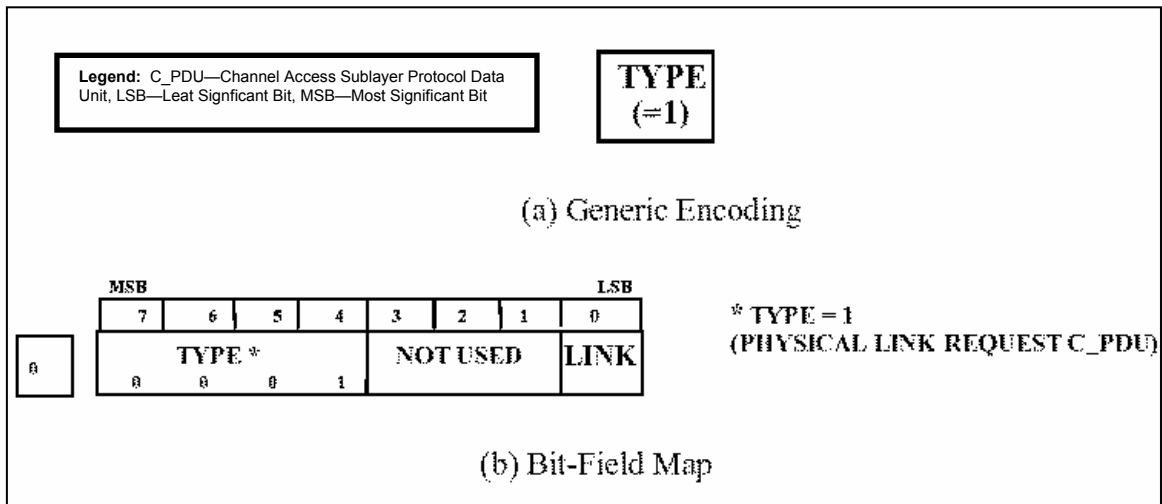 Legend: C_PDU—Channel Access Sublayer Protocol Data
Unit, LSB—Leat Signficant Bit, MSB—Most Significant Bit
TYPE
(=1)
(a) Generic Encoding
MSB LSB
7 6 5 4 3 2 1 0
0 TYPE * NOT USED LINK
0 0 0 1
* TYPE = 1
(PHYSICAL LINK REQUEST C_PDU)
(b) Bit-Field Map